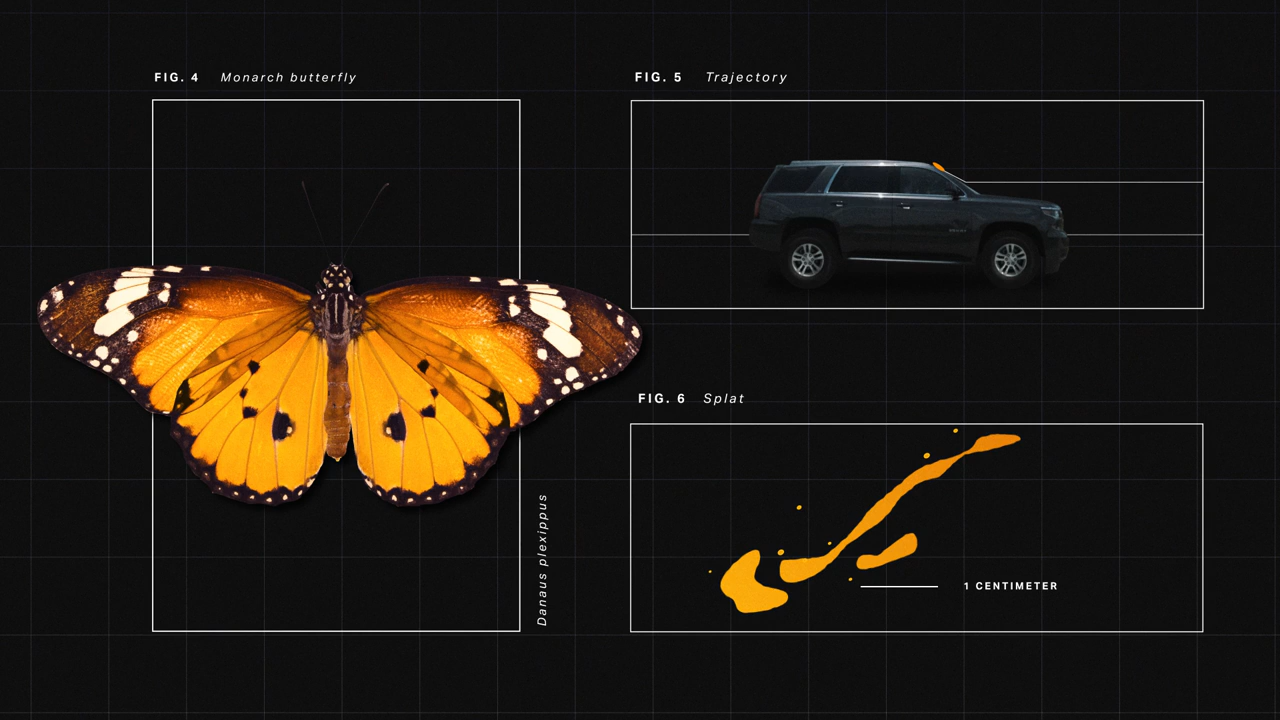 FIG. 4 Monarch butterfly
Danaus plexippus
FIG. 5 Trajectory
FIG. 6 Splat
1 CENTIMETER